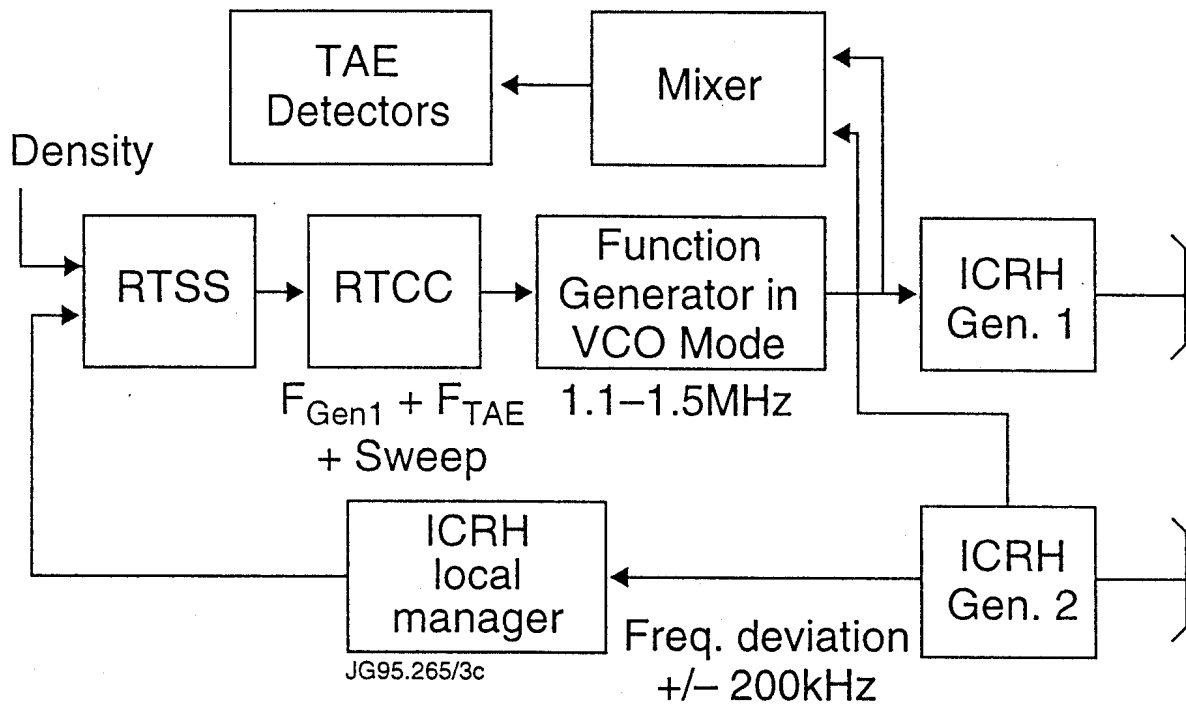 TAE
Detectors
Mixer
Density
RTSS
RTCC
Function
Generator in
VCO Mode
ICRH
Gen. 1
F_Gen1 + F_TAE
+ Sweep
1.1–1.5MHz
ICRH
local
manager
ICRH
Gen. 2
Freq. deviation
+/– 200kHz
JG95.265/3c